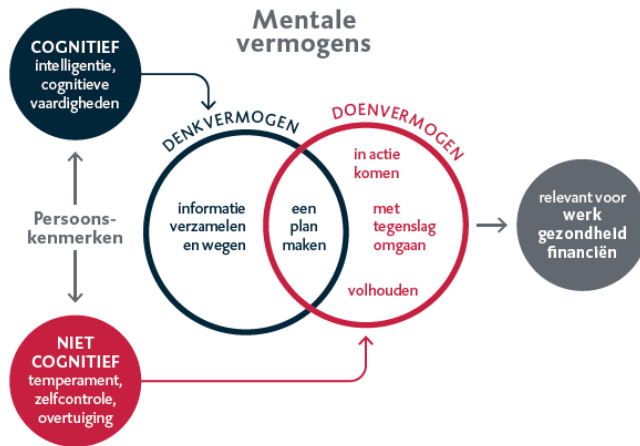 Mentale
vermogens
COGNITIEF
intelligentie,
cognitieve
vaardigheden
Persoons-
kenmerken
NIET
COGNITIEF
temperament,
zelfcontrole,
overtuiging
DENKVERMOGEN
informatie
verzamelen
en wegen
een
plan
maken
DOENVERMOGEN
in actie
komen
met
tegenslag
omgaan
volhouden
relevant voor
werk
gezondheid
financiën